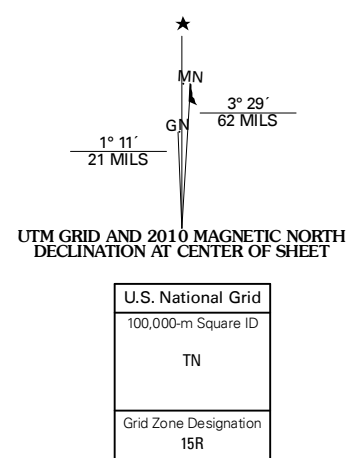 MN
3° 29´
62 MILS
GN
1° 11´
21 MILS
UTM GRID AND 2010 MAGNETIC NORTH
DECLINATION AT CENTER OF SHEET
U.S. National Grid
100,000-m Square ID
TN
Grid Zone Designation
15R